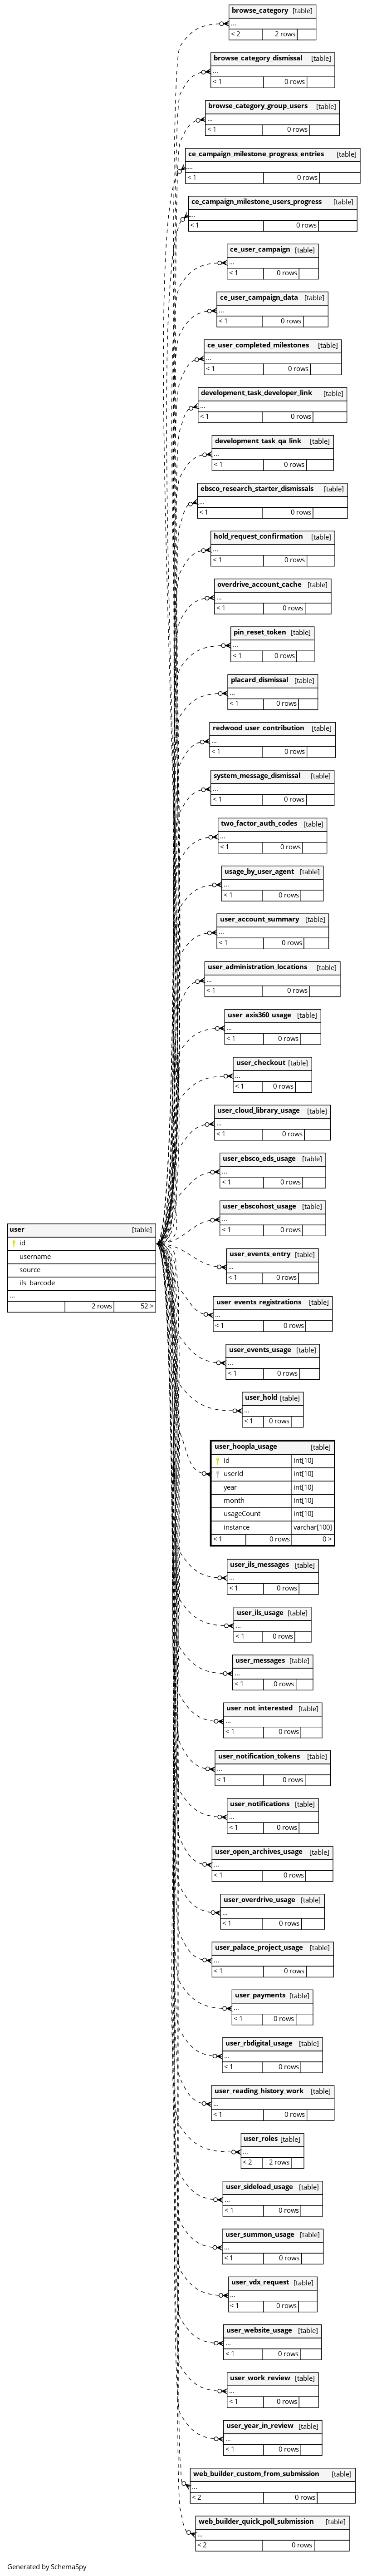 browse_category [table]
...
< 2 2 rows
browse_category_dismissal [table]
...
< 1 0 rows
browse_category_group_users [table]
...
< 1 0 rows
ce_campaign_milestone_progress_entries [table]
...
< 1 0 rows
ce_campaign_milestone_users_progress [table]
...
< 1 0 rows
ce_user_campaign [table]
...
< 1 0 rows
ce_user_campaign_data [table]
...
< 1 0 rows
ce_user_completed_milestones [table]
...
< 1 0 rows
development_task_developer_link [table]
...
< 1 0 rows
development_task_qa_link [table]
...
< 1 0 rows
ebsco_research_starter_dismissals [table]
...
< 1 0 rows
hold_request_confirmation [table]
...
< 1 0 rows
overdrive_account_cache [table]
...
< 1 0 rows
pin_reset_token [table]
...
< 1 0 rows
placard_dismissal [table]
...
< 1 0 rows
redwood_user_contribution [table]
...
< 1 0 rows
system_message_dismissal [table]
...
< 1 0 rows
two_factor_auth_codes [table]
...
< 1 0 rows
usage_by_user_agent [table]
...
< 1 0 rows
user_account_summary [table]
...
< 1 0 rows
user_administration_locations [table]
...
< 1 0 rows
user_axis360_usage [table]
...
< 1 0 rows
user_checkout [table]
...
< 1 0 rows
user_cloud_library_usage [table]
...
< 1 0 rows
user_ebsco_eds_usage [table]
...
< 1 0 rows
user_ebscohost_usage [table]
...
< 1 0 rows
user [table]
id
username
source
ils_barcode
...
2 rows 52 >
user_events_entry [table]
...
< 1 0 rows
user_events_registrations [table]
...
< 1 0 rows
user_events_usage [table]
...
< 1 0 rows
user_hold [table]
...
< 1 0 rows
user_hoopla_usage [table]
id int[10]
userId int[10]
year int[10]
month int[10]
usageCount int[10]
instance varchar[100]
< 1 0 rows 0 >
user_ils_messages [table]
...
< 1 0 rows
user_ils_usage [table]
...
< 1 0 rows
user_messages [table]
...
< 1 0 rows
user_not_interested [table]
...
< 1 0 rows
user_notification_tokens [table]
...
< 1 0 rows
user_notifications [table]
...
< 1 0 rows
user_open_archives_usage [table]
...
< 1 0 rows
user_overdrive_usage [table]
...
< 1 0 rows
user_palace_project_usage [table]
...
< 1 0 rows
user_payments [table]
...
< 1 0 rows
user_rbdigital_usage [table]
...
< 1 0 rows
user_reading_history_work [table]
...
< 1 0 rows
user_roles [table]
...
< 2 2 rows
user_sideload_usage [table]
...
< 1 0 rows
user_summon_usage [table]
...
< 1 0 rows
user_vdx_request [table]
...
< 1 0 rows
user_website_usage [table]
...
< 1 0 rows
user_work_review [table]
...
< 1 0 rows
user_year_in_review [table]
...
< 1 0 rows
web_builder_custom_from_submission [table]
...
< 2 0 rows
web_builder_quick_poll_submission [table]
...
< 2 0 rows
Generated by SchemaSpy